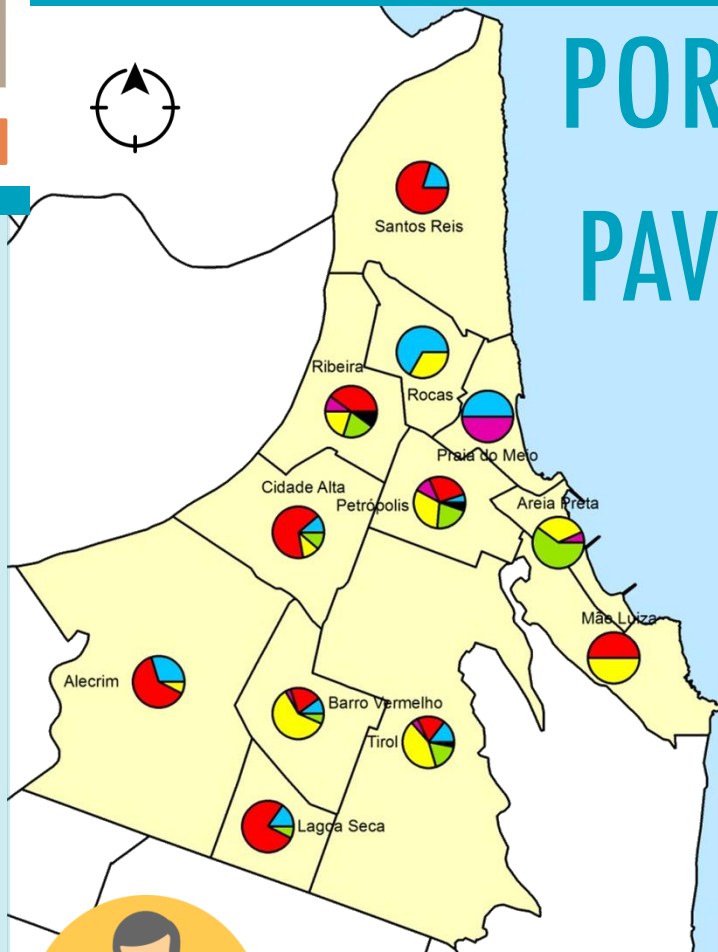 POR
PAV
Santos Reis
Ribeira
Rocas
Praia do Meio
Cidade Alta
Petrópolis
Areia Preta
Mãe Luiza
Alecrim
Barro Vermelho
Tirol
Lagoa Seca